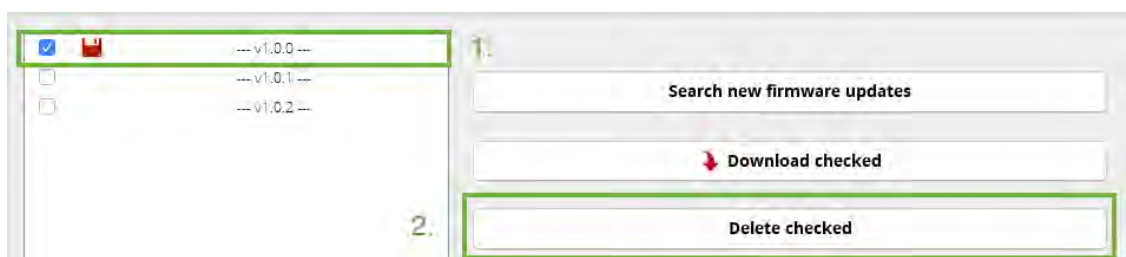 --- v1.0.0 ---
1.
--- v1.0.1 ---
Search new firmware updates
--- v1.0.2 ---
Download checked
2.
Delete checked